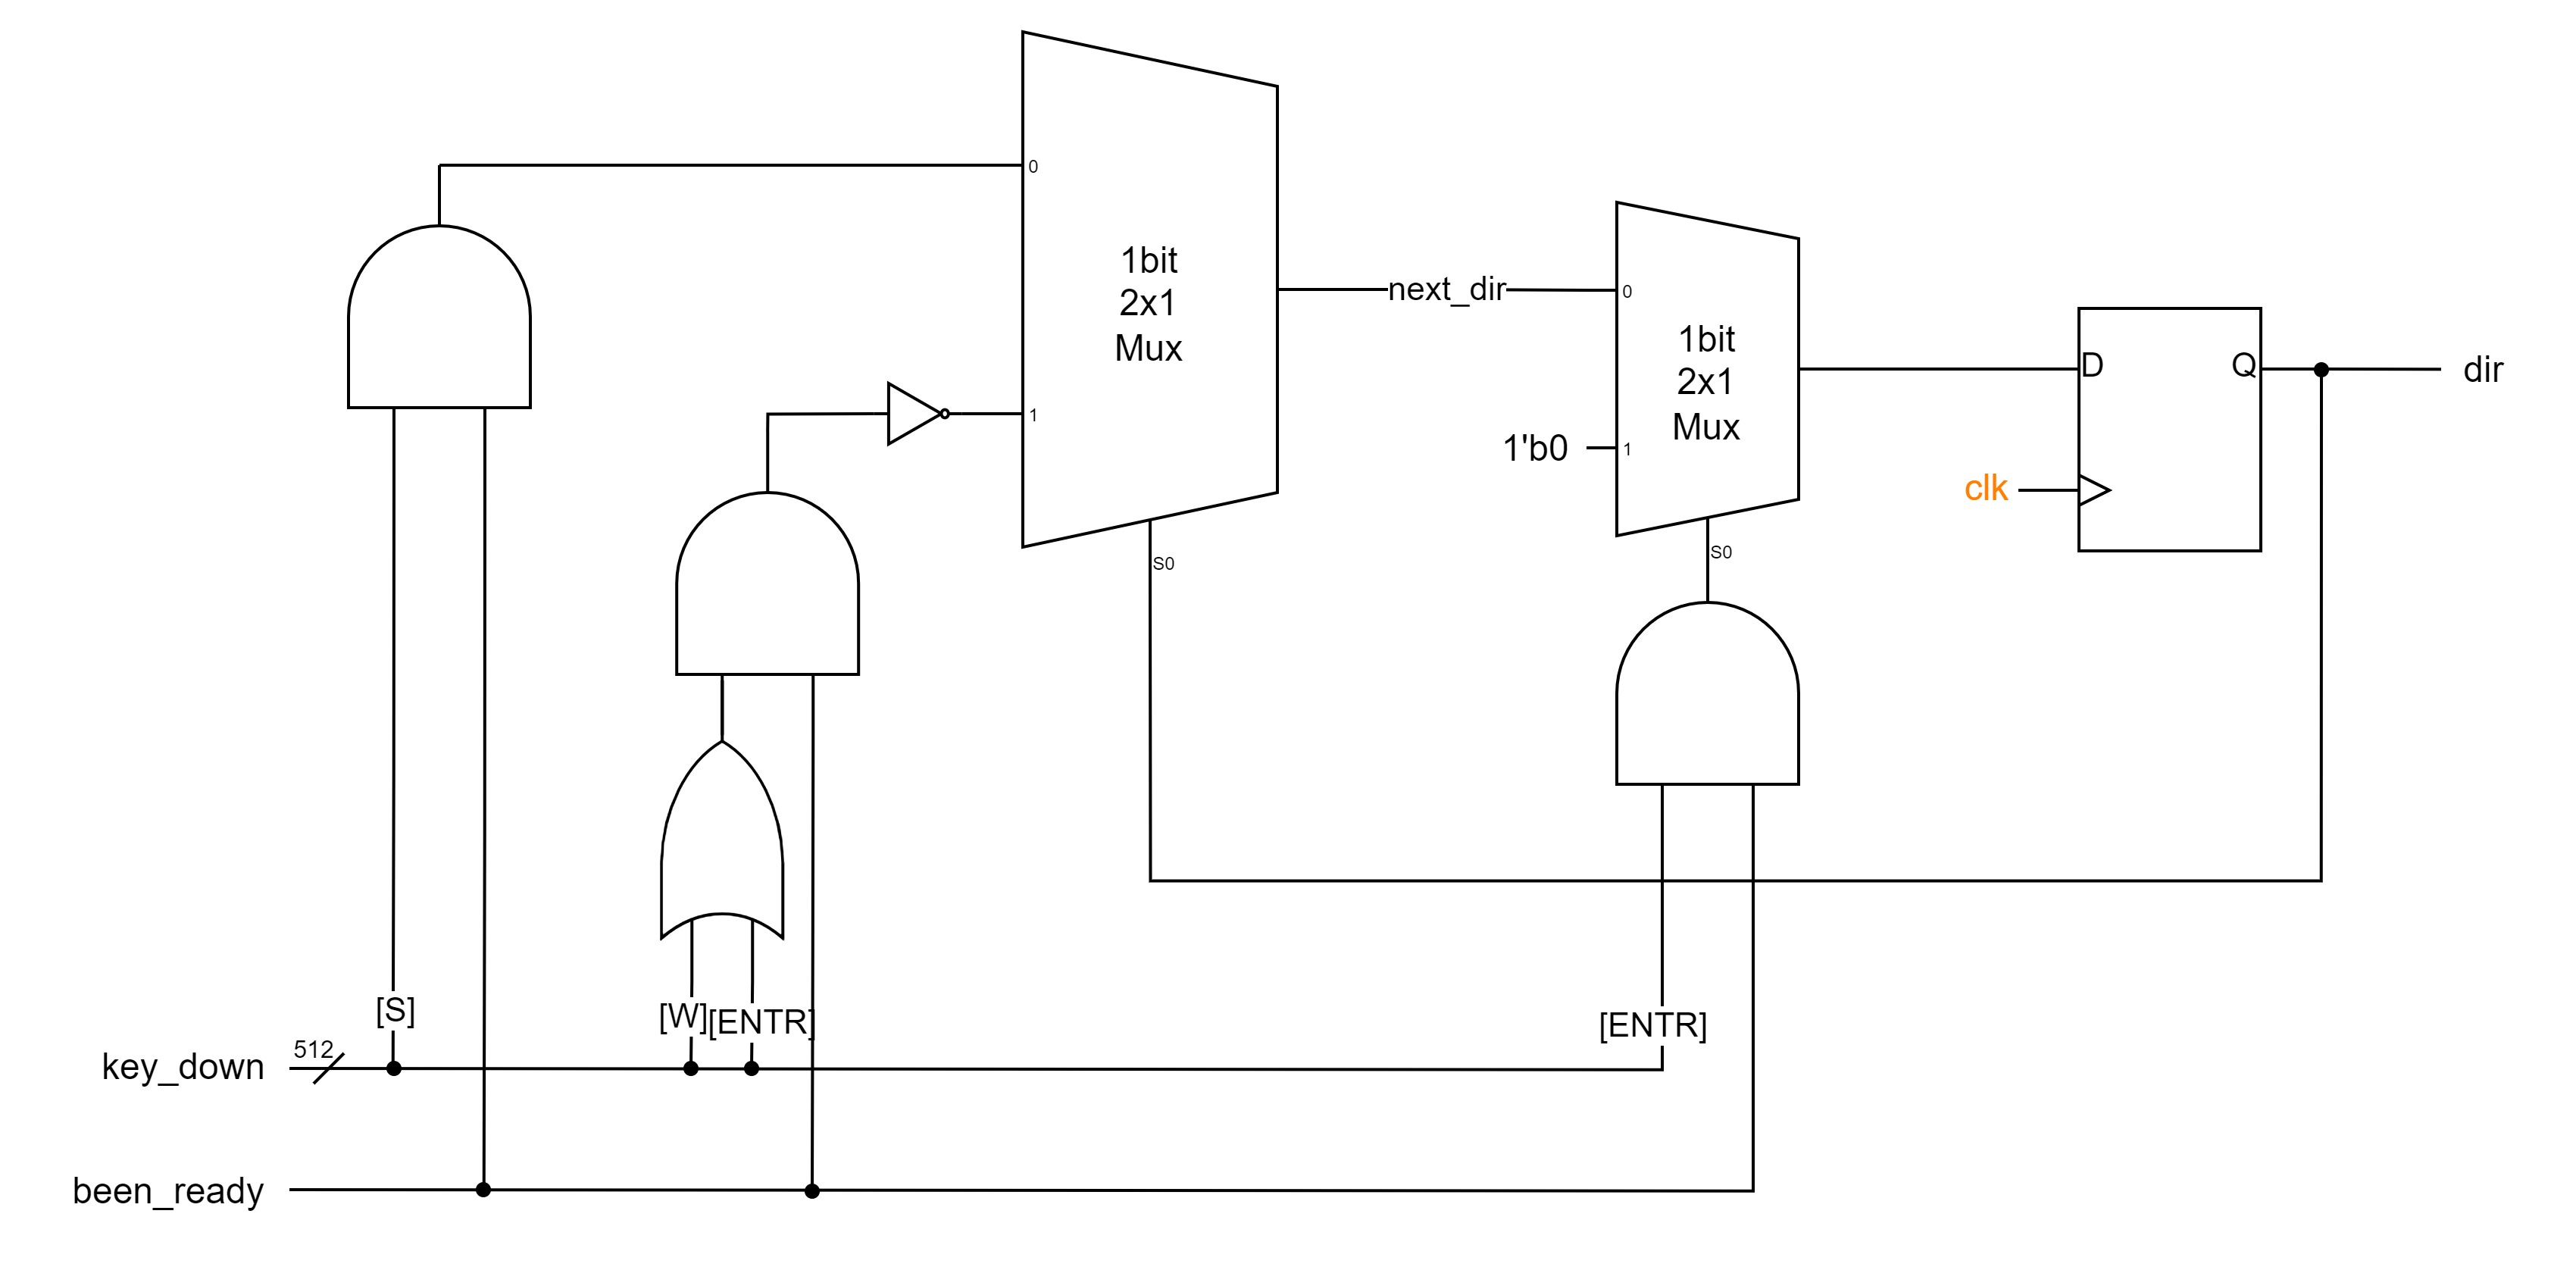 0
1bit
2x1
Mux
next_dir
0
1bit
2x1
Mux
D
Q
dir
1
1'b0
1
clk
S0
S0
[S]
[W]
[ENTR]
[ENTR]
512
key_down
been_ready